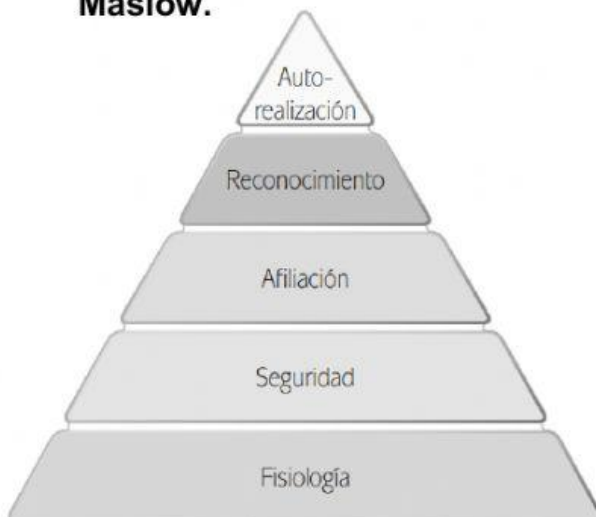 Maslow.
Auto-
realización
Reconocimiento
Afiliación
Seguridad
Fisiología